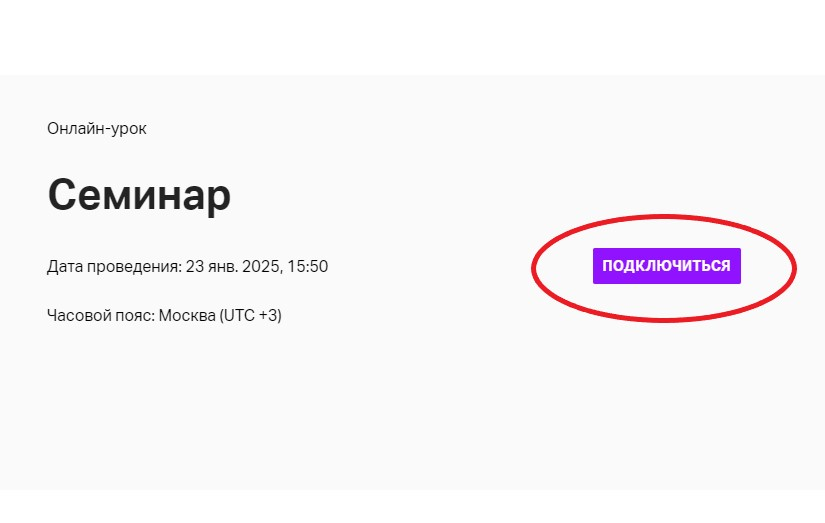 Онлайн-урок
Семинар
Дата проведения: 23 янв. 2025, 15:50
ПОДКЛЮЧИТЬСЯ
Часовой пояс: Москва (UTC +3)